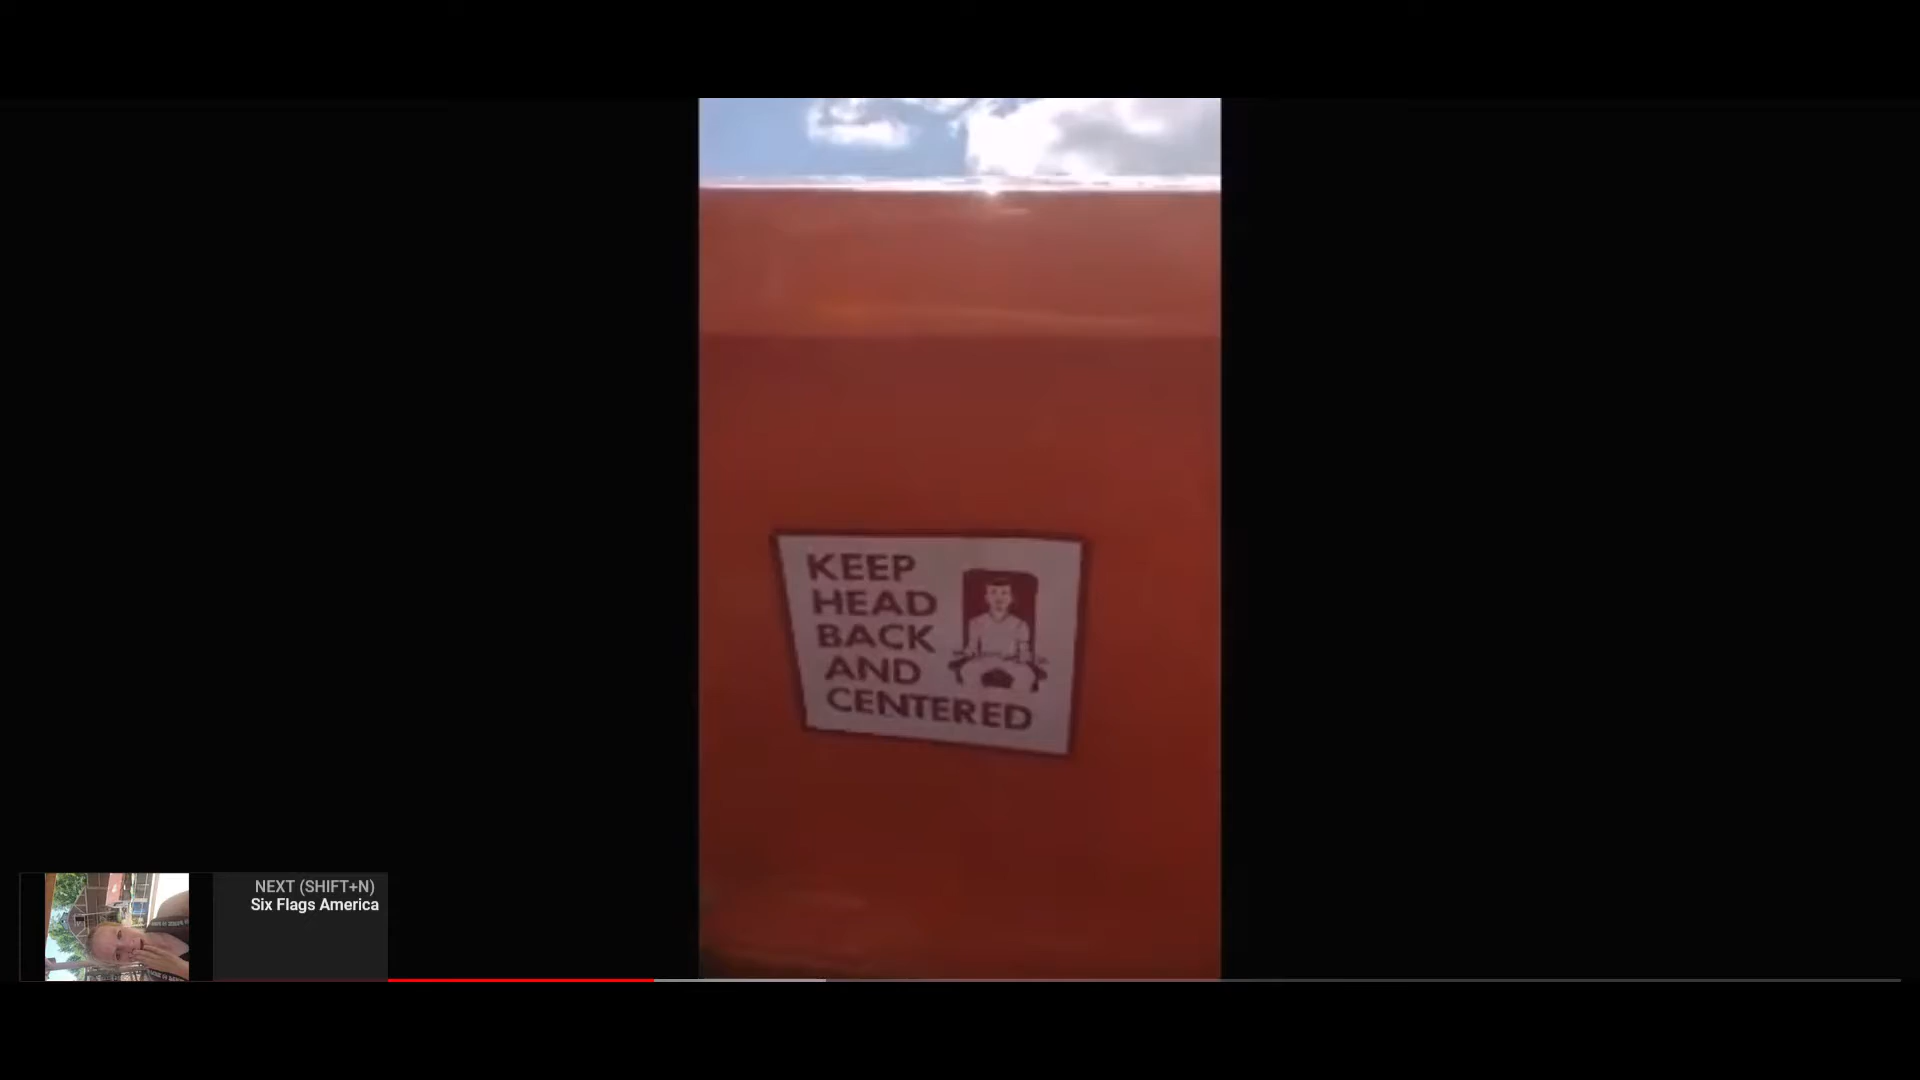 KEEP
HEAD
BACK
AND
CENTERED
NEXT (SHIFT+N)
Six Flags America